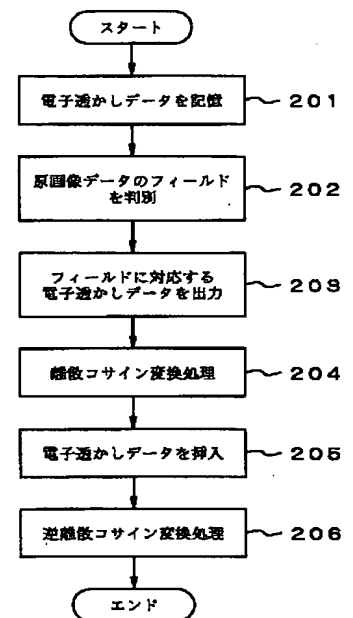 スタート
電子透かしデータを記憶
201
原画像データのフィールド
を判別
202
フィールドに対応する
電子透かしデータを出力
203
離散コサイン変換処理
204
電子透かしデータを挿入
205
逆離散コサイン変換処理
206
エンド